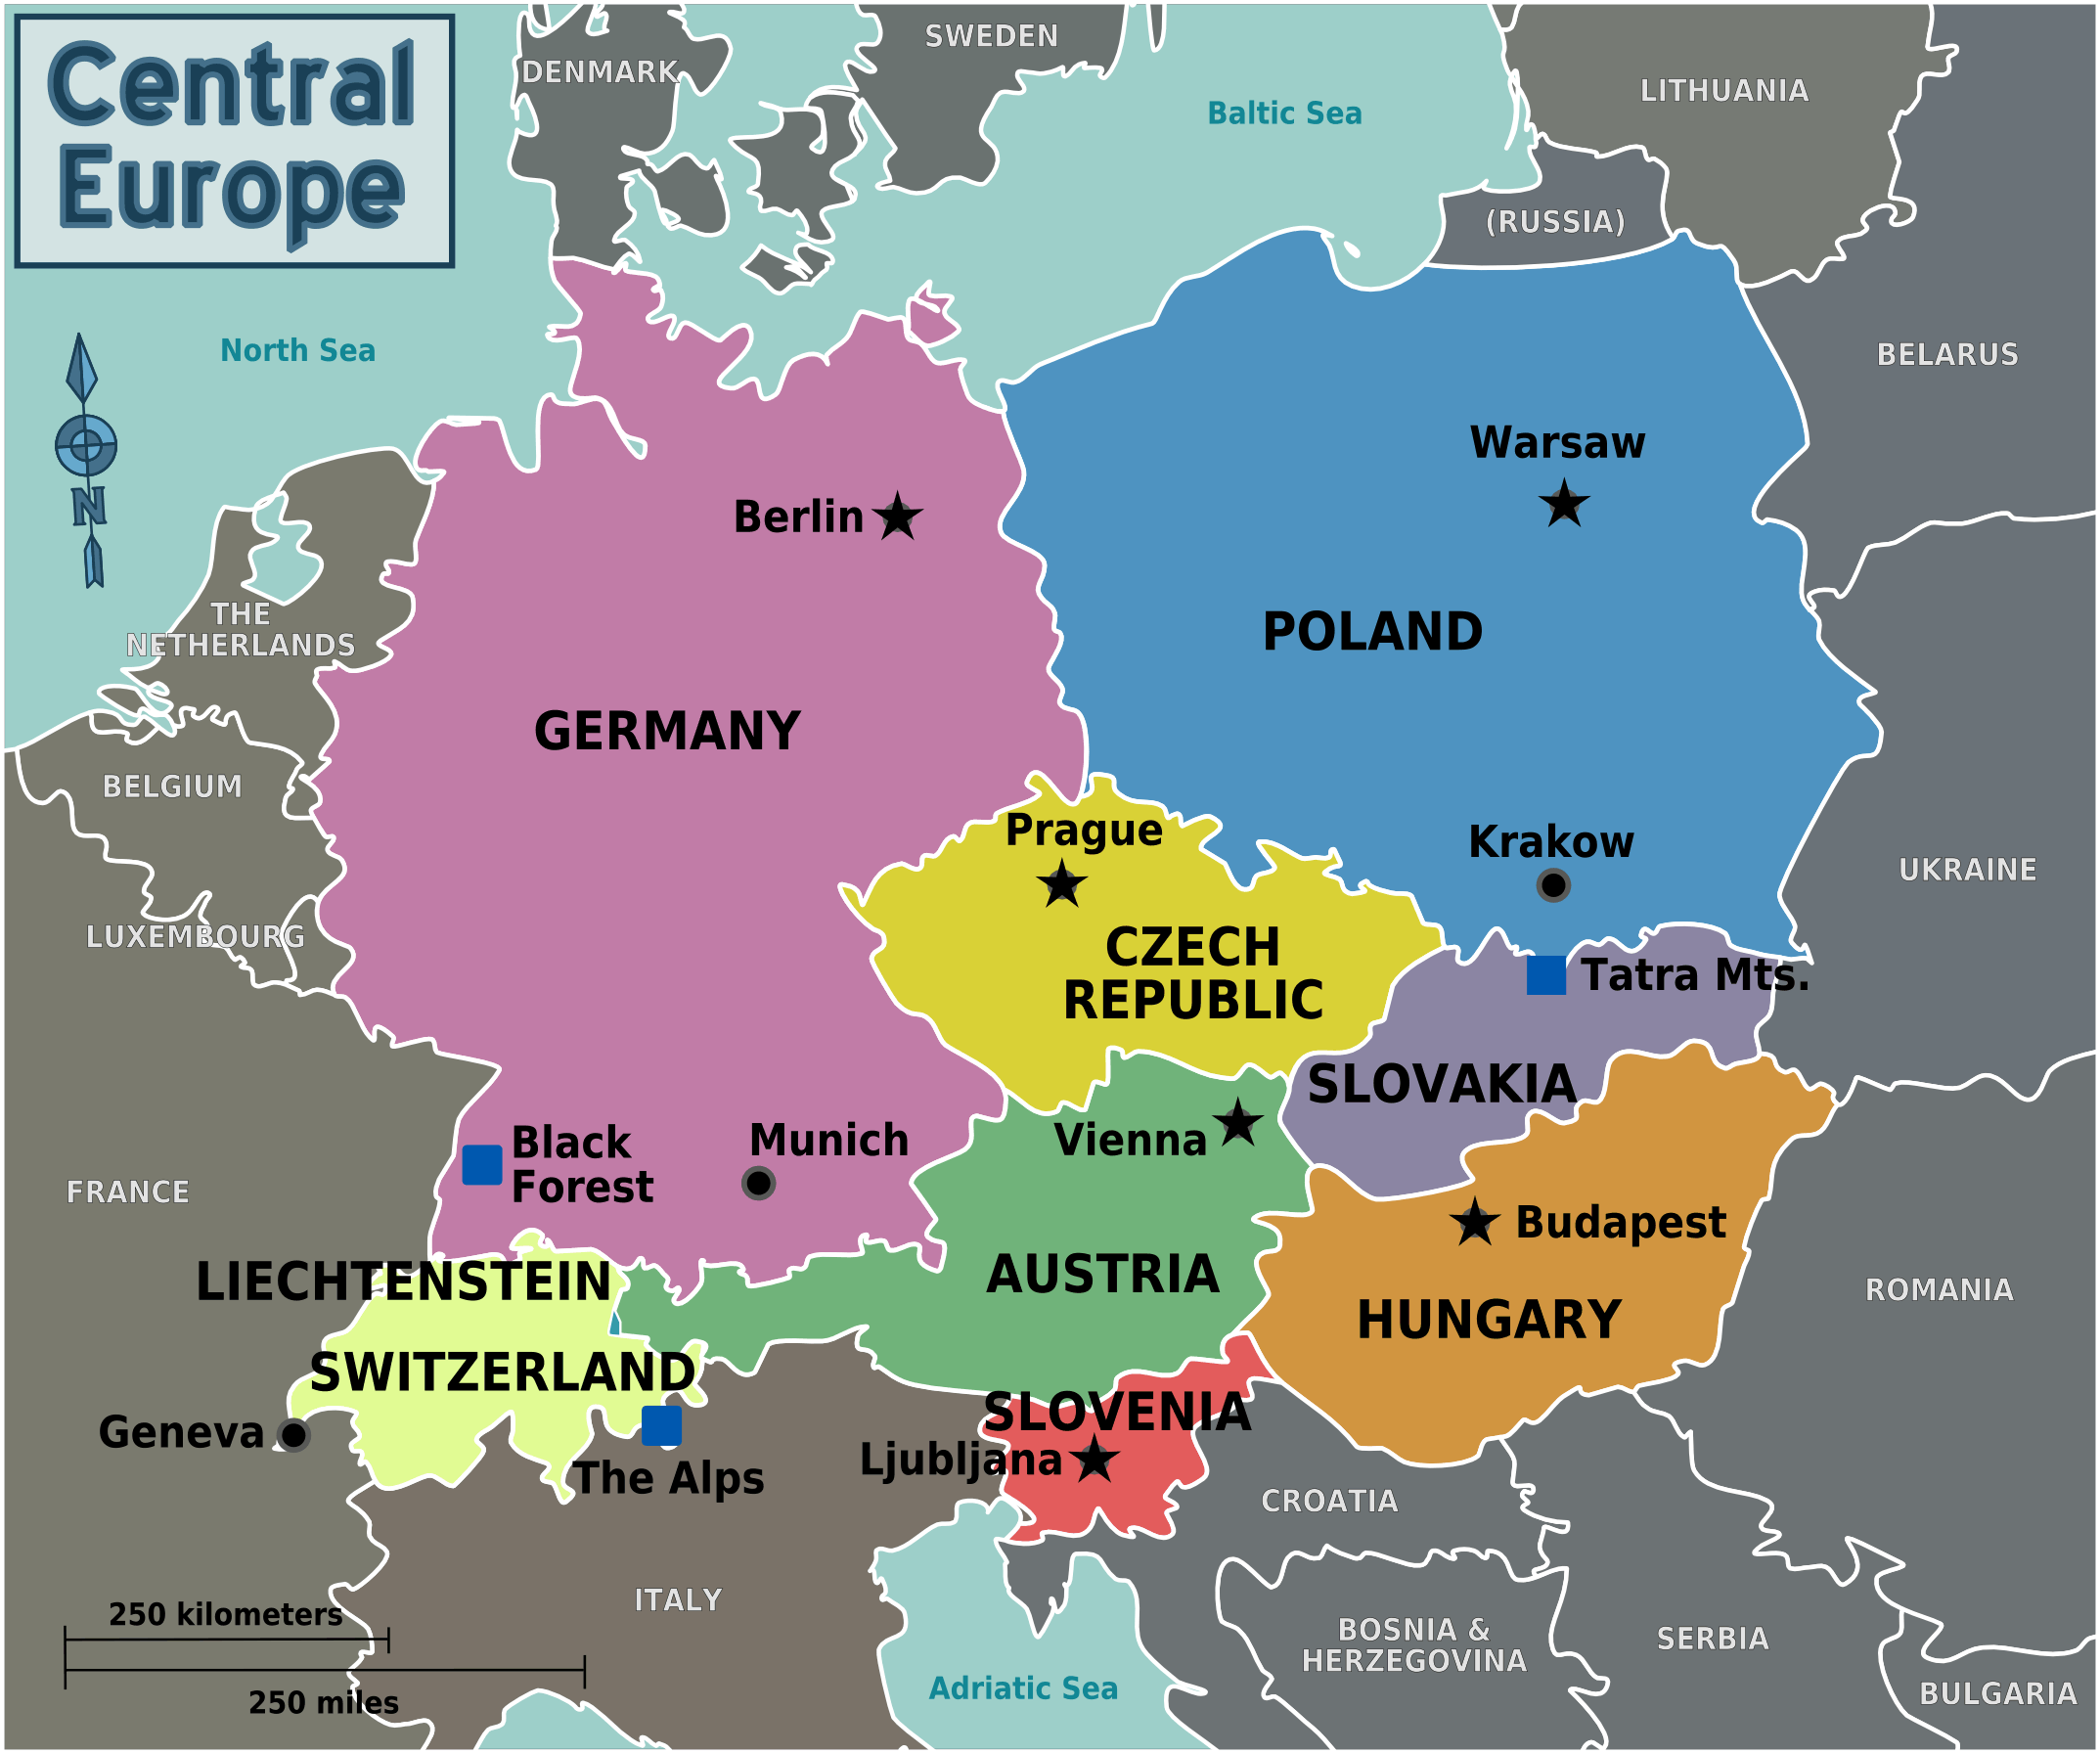 Central
Europe
DENMARK
SWEDEN
LITHUANIA
Baltic Sea
(RUSSIA)
North Sea
BELARUS
N
Warsaw
Berlin
THE
NETHERLANDS
POLAND
GERMANY
BELGIUM
Prague
Krakow
UKRAINE
LUXEMBOURG
CZECH
REPUBLIC
Tatra Mts.
SLOVAKIA
Black
Forest
Munich
Vienna
FRANCE
Budapest
LIECHTENSTEIN
AUSTRIA
ROMANIA
HUNGARY
SWITZERLAND
SLOVENIA
Geneva
Ljubljana
The Alps
CROATIA
ITALY
250 kilometers
BOSNIA &
HERZEGOVINA
SERBIA
Adriatic Sea
BULGARIA
250 miles